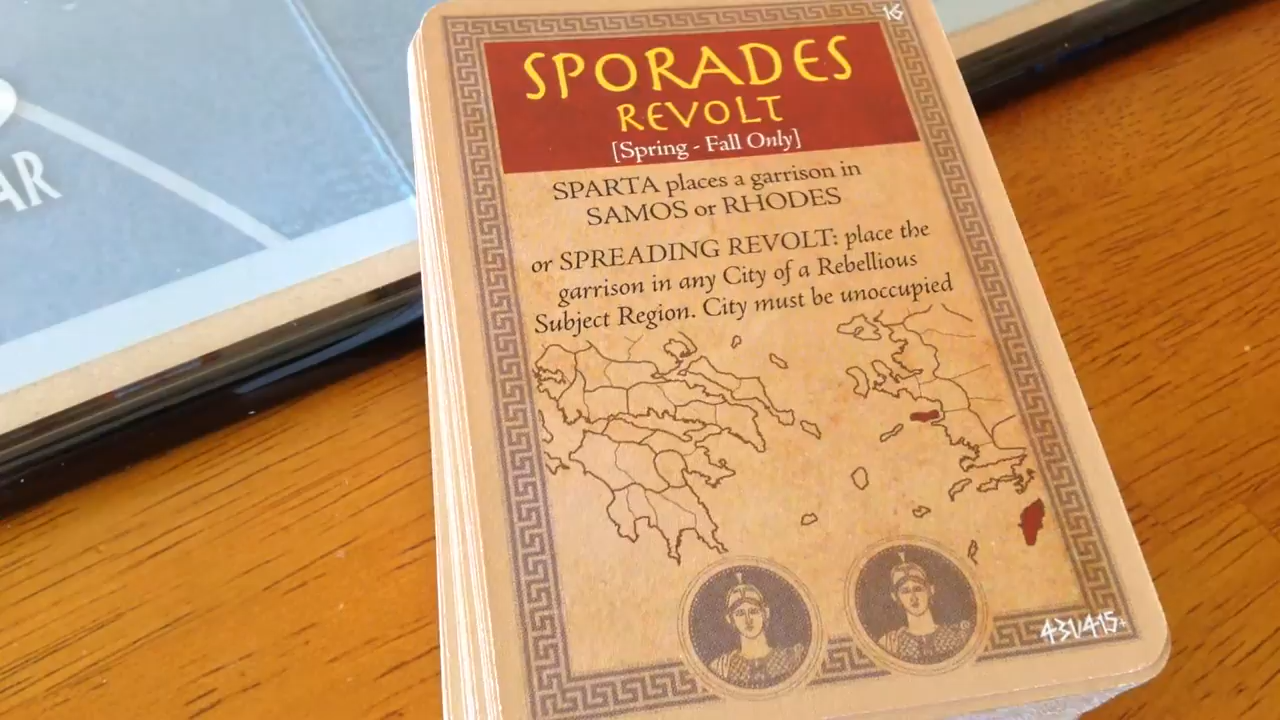 16
SPORADES
REVOLT
[Spring - Fall Only]
SPARTA places a garrison in
SAMOS or RHODES
or SPREADING REVOLT: place the
garrison in any City of a Rebellious
Subject Region. City must be unoccupied
AR
431/415+